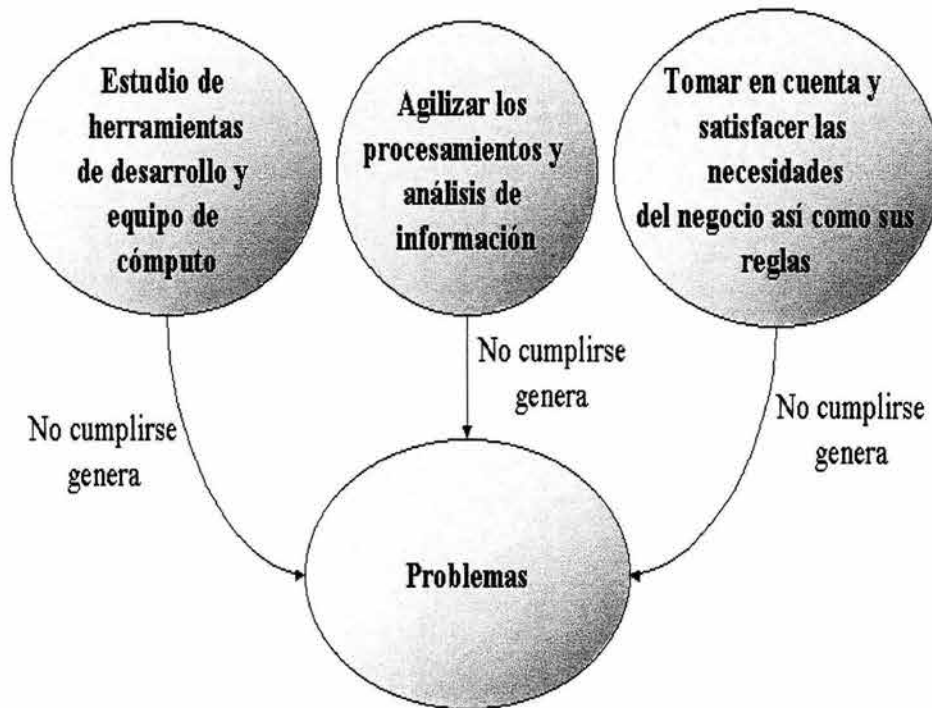 Estudio de
herramientas
de desarrollo y
equipo de
cómputo
Agilizar los
procesamientos y
análisis de
información
Tomar en cuenta y
satisfacer las
necesidades
del negocio así como sus
reglas
No cumplirse
genera
No cumplirse
genera
No cumplirse
genera
Problemas